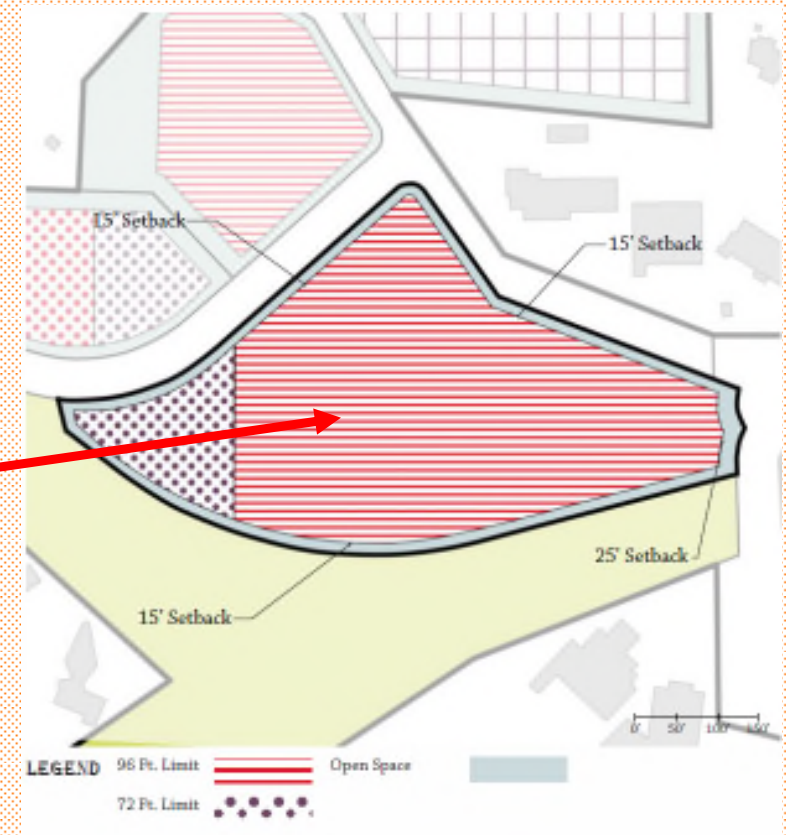 15' Setback
15' Setback
25' Setback
15' Setback
0' 50' 100' 150'
LEGEND 96 Ft. Limit Open Space
72 Ft. Limit